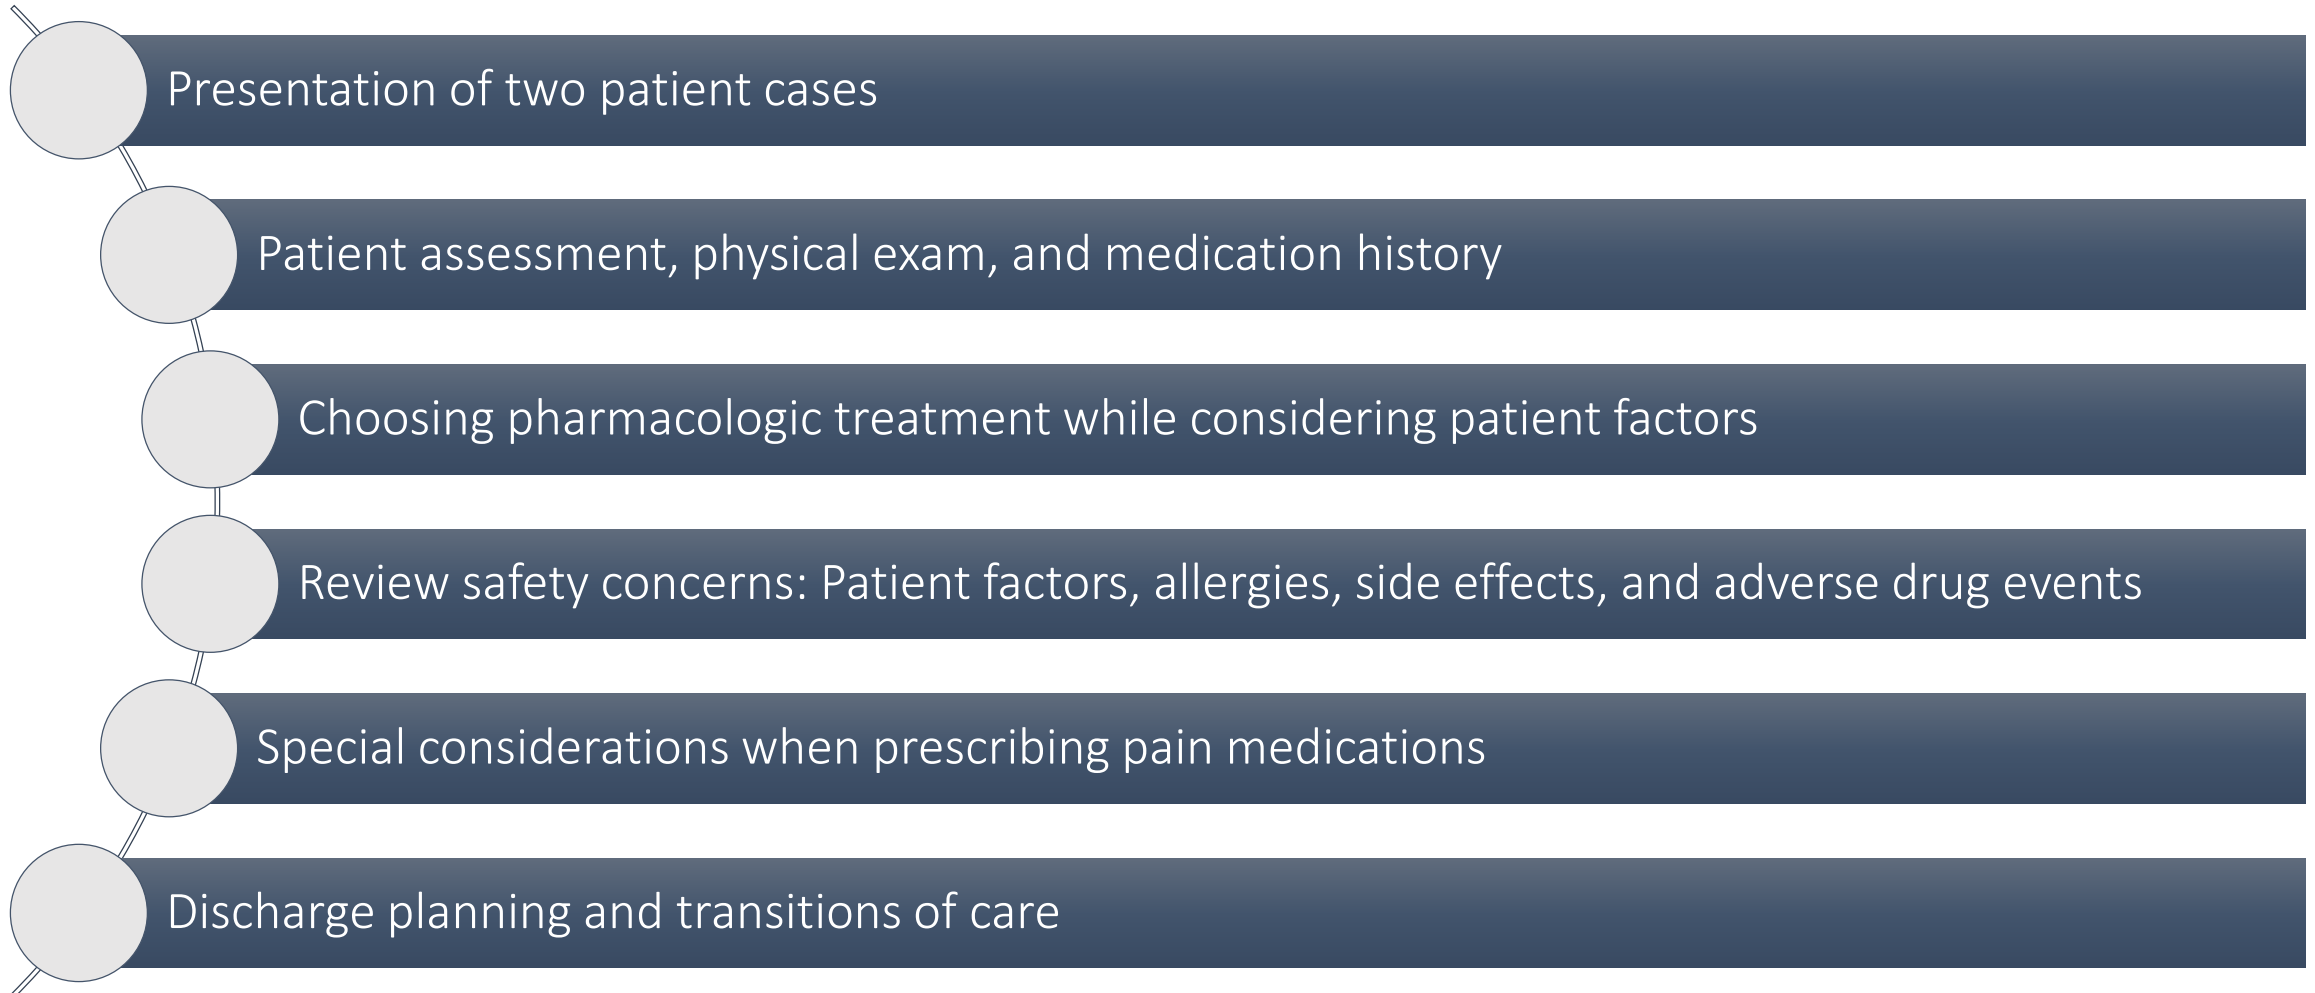 Presentation of two patient cases
Patient assessment, physical exam, and medication history
Choosing pharmacologic treatment while considering patient factors
Review safety concerns: Patient factors, allergies, side effects, and adverse drug events
Special considerations when prescribing pain medications
Discharge planning and transitions of care